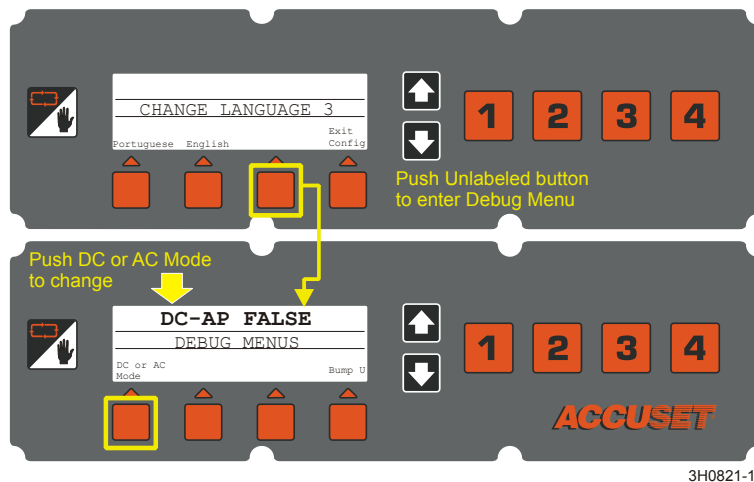 CHANGE LANGUAGE 3
Exit
Portuguese English Config
1 2 3 4
Push Unlabeled button
to enter Debug Menu
Push DC or AC Mode
to change
DC-AP FALSE
DEBUG MENUS
DC or AC
Mode Bump U
1 2 3 4
ACCUSET
3H0821-1